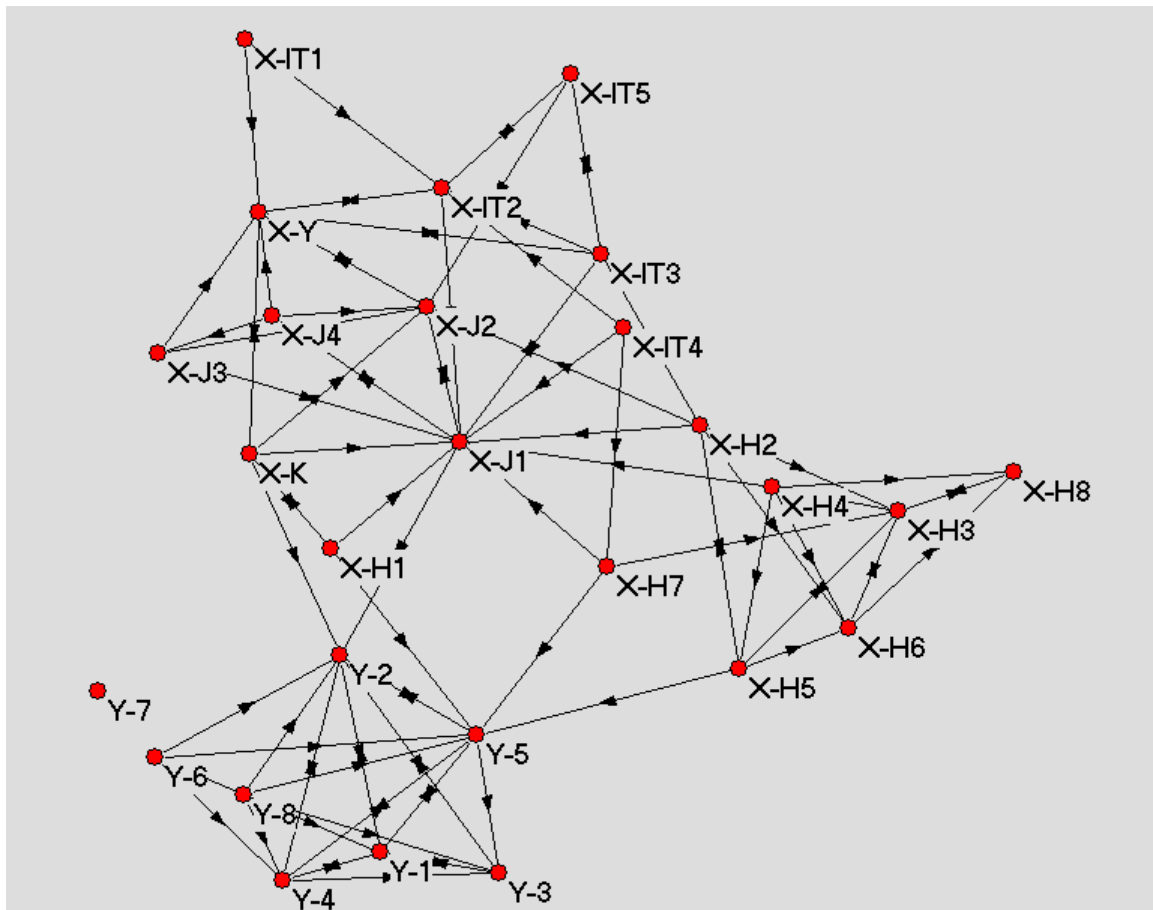 X-IT1
X-IT5
X-IT2
X-Y
X-IT3
X-J2
X-J4
X-IT4
X-J3
X-H2
X-K
X-J1
X-H8
X-H4
X-H3
X-H1
X-H7
X-H6
Y-2
X-H5
Y-7
Y-5
Y-6
Y-8
Y-1
Y-3
Y-4